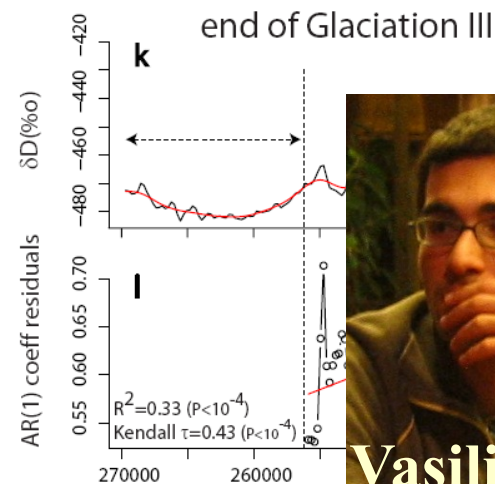 end of Glaciation III
k
δD(%o)
−420
−440
−460
−480
l
AR(1) coeff residuals
0.70
0.65
0.60
0.55
R²=0.33 (P<10⁻⁴)
Kendall τ=0.43 (P<10⁻⁴)
270000
260000
Vasili